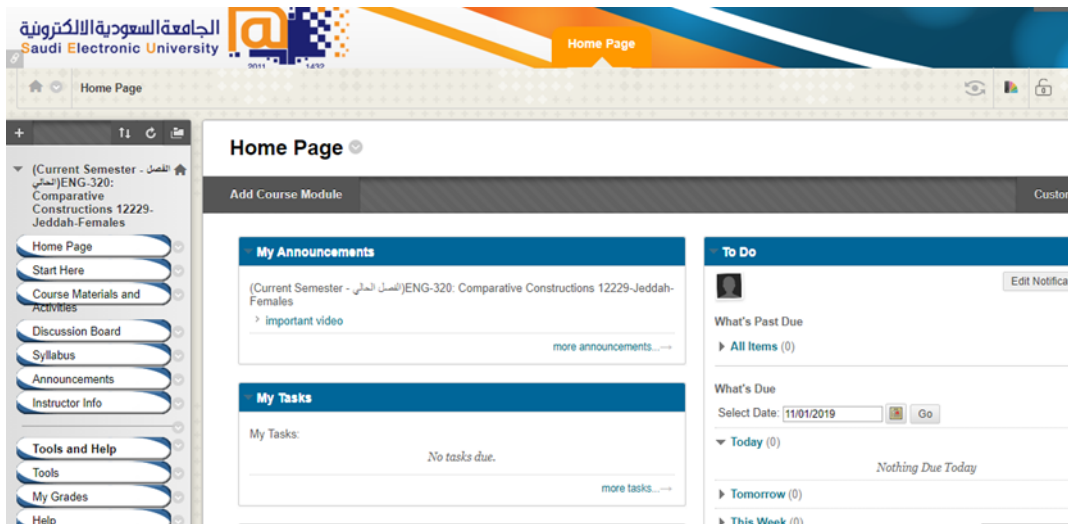 الجامعة السعودية الالكترونية
Saudi Electronic University
2011
1432
Home Page
Home Page
+
(Current Semester - الفصل
الحالي)ENG-320:
Comparative
Constructions 12229-
Jeddah-Females
Home Page
Start Here
Course Materials and
Activities
Discussion Board
Syllabus
Announcements
Instructor Info
Tools and Help
Tools
My Grades
Help
Home Page
Add Course Module
Custom
My Announcements
(Current Semester - الفصل الحالي)ENG-320: Comparative Constructions 12229-Jeddah-
Females
important video
more announcements...→
My Tasks
My Tasks:
No tasks due.
more tasks...→
To Do
Edit Notifica
What's Past Due
All Items (0)
What's Due
Select Date: 11/01/2019 Go
Today (0)
Nothing Due Today
Tomorrow (0)
This Week (0)